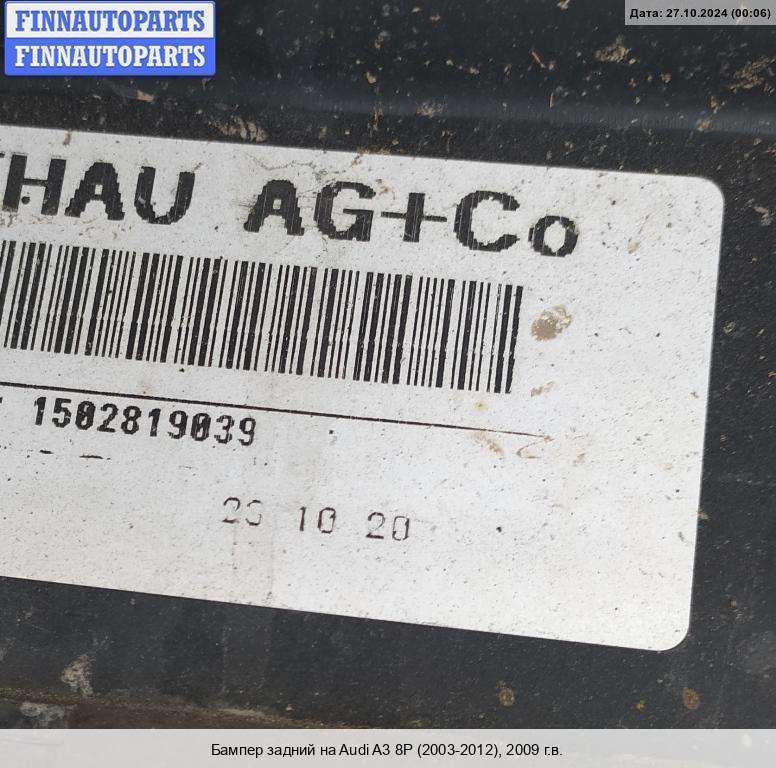 FINNAUTOPARTS
FINNAUTOPARTS
Дата: 27.10.2024 (00:06)
HAU AG+Co
1502819039
10 20
Бампер задний на Audi A3 8P (2003-2012), 2009 г.в.